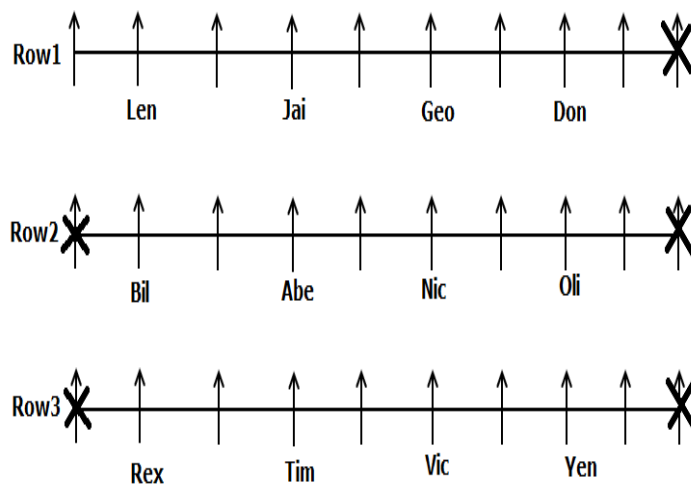 Row1
Len Jai Geo Don
Row2
Bil Abe Nic Oli
Row3
Rex Tim Vic Yen